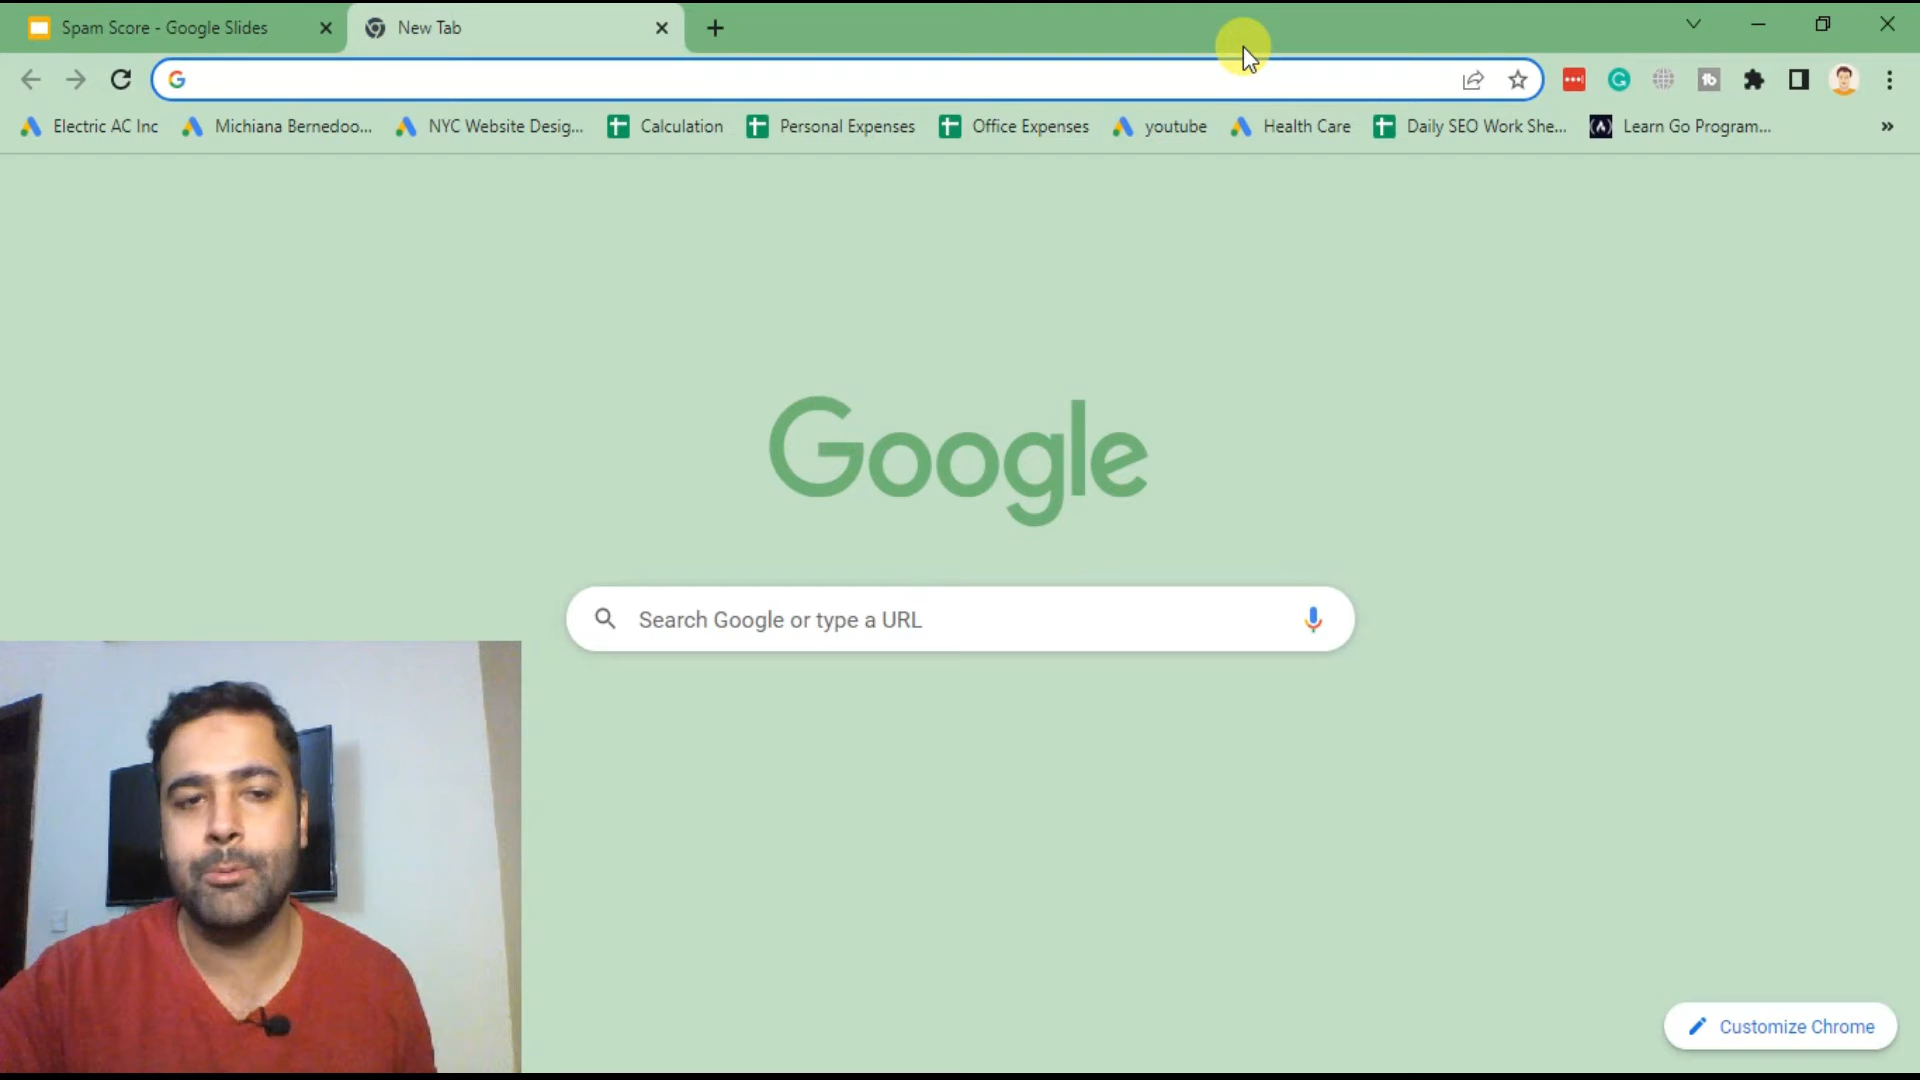 Spam Score - Google Slides New Tab
Electric AC Inc Michiana Bernedoo... NYC Website Desig... Calculation Personal Expenses Office Expenses youtube Health Care Daily SEO Work She... Learn Go Program...
Google
Search Google or type a URL
Customize Chrome